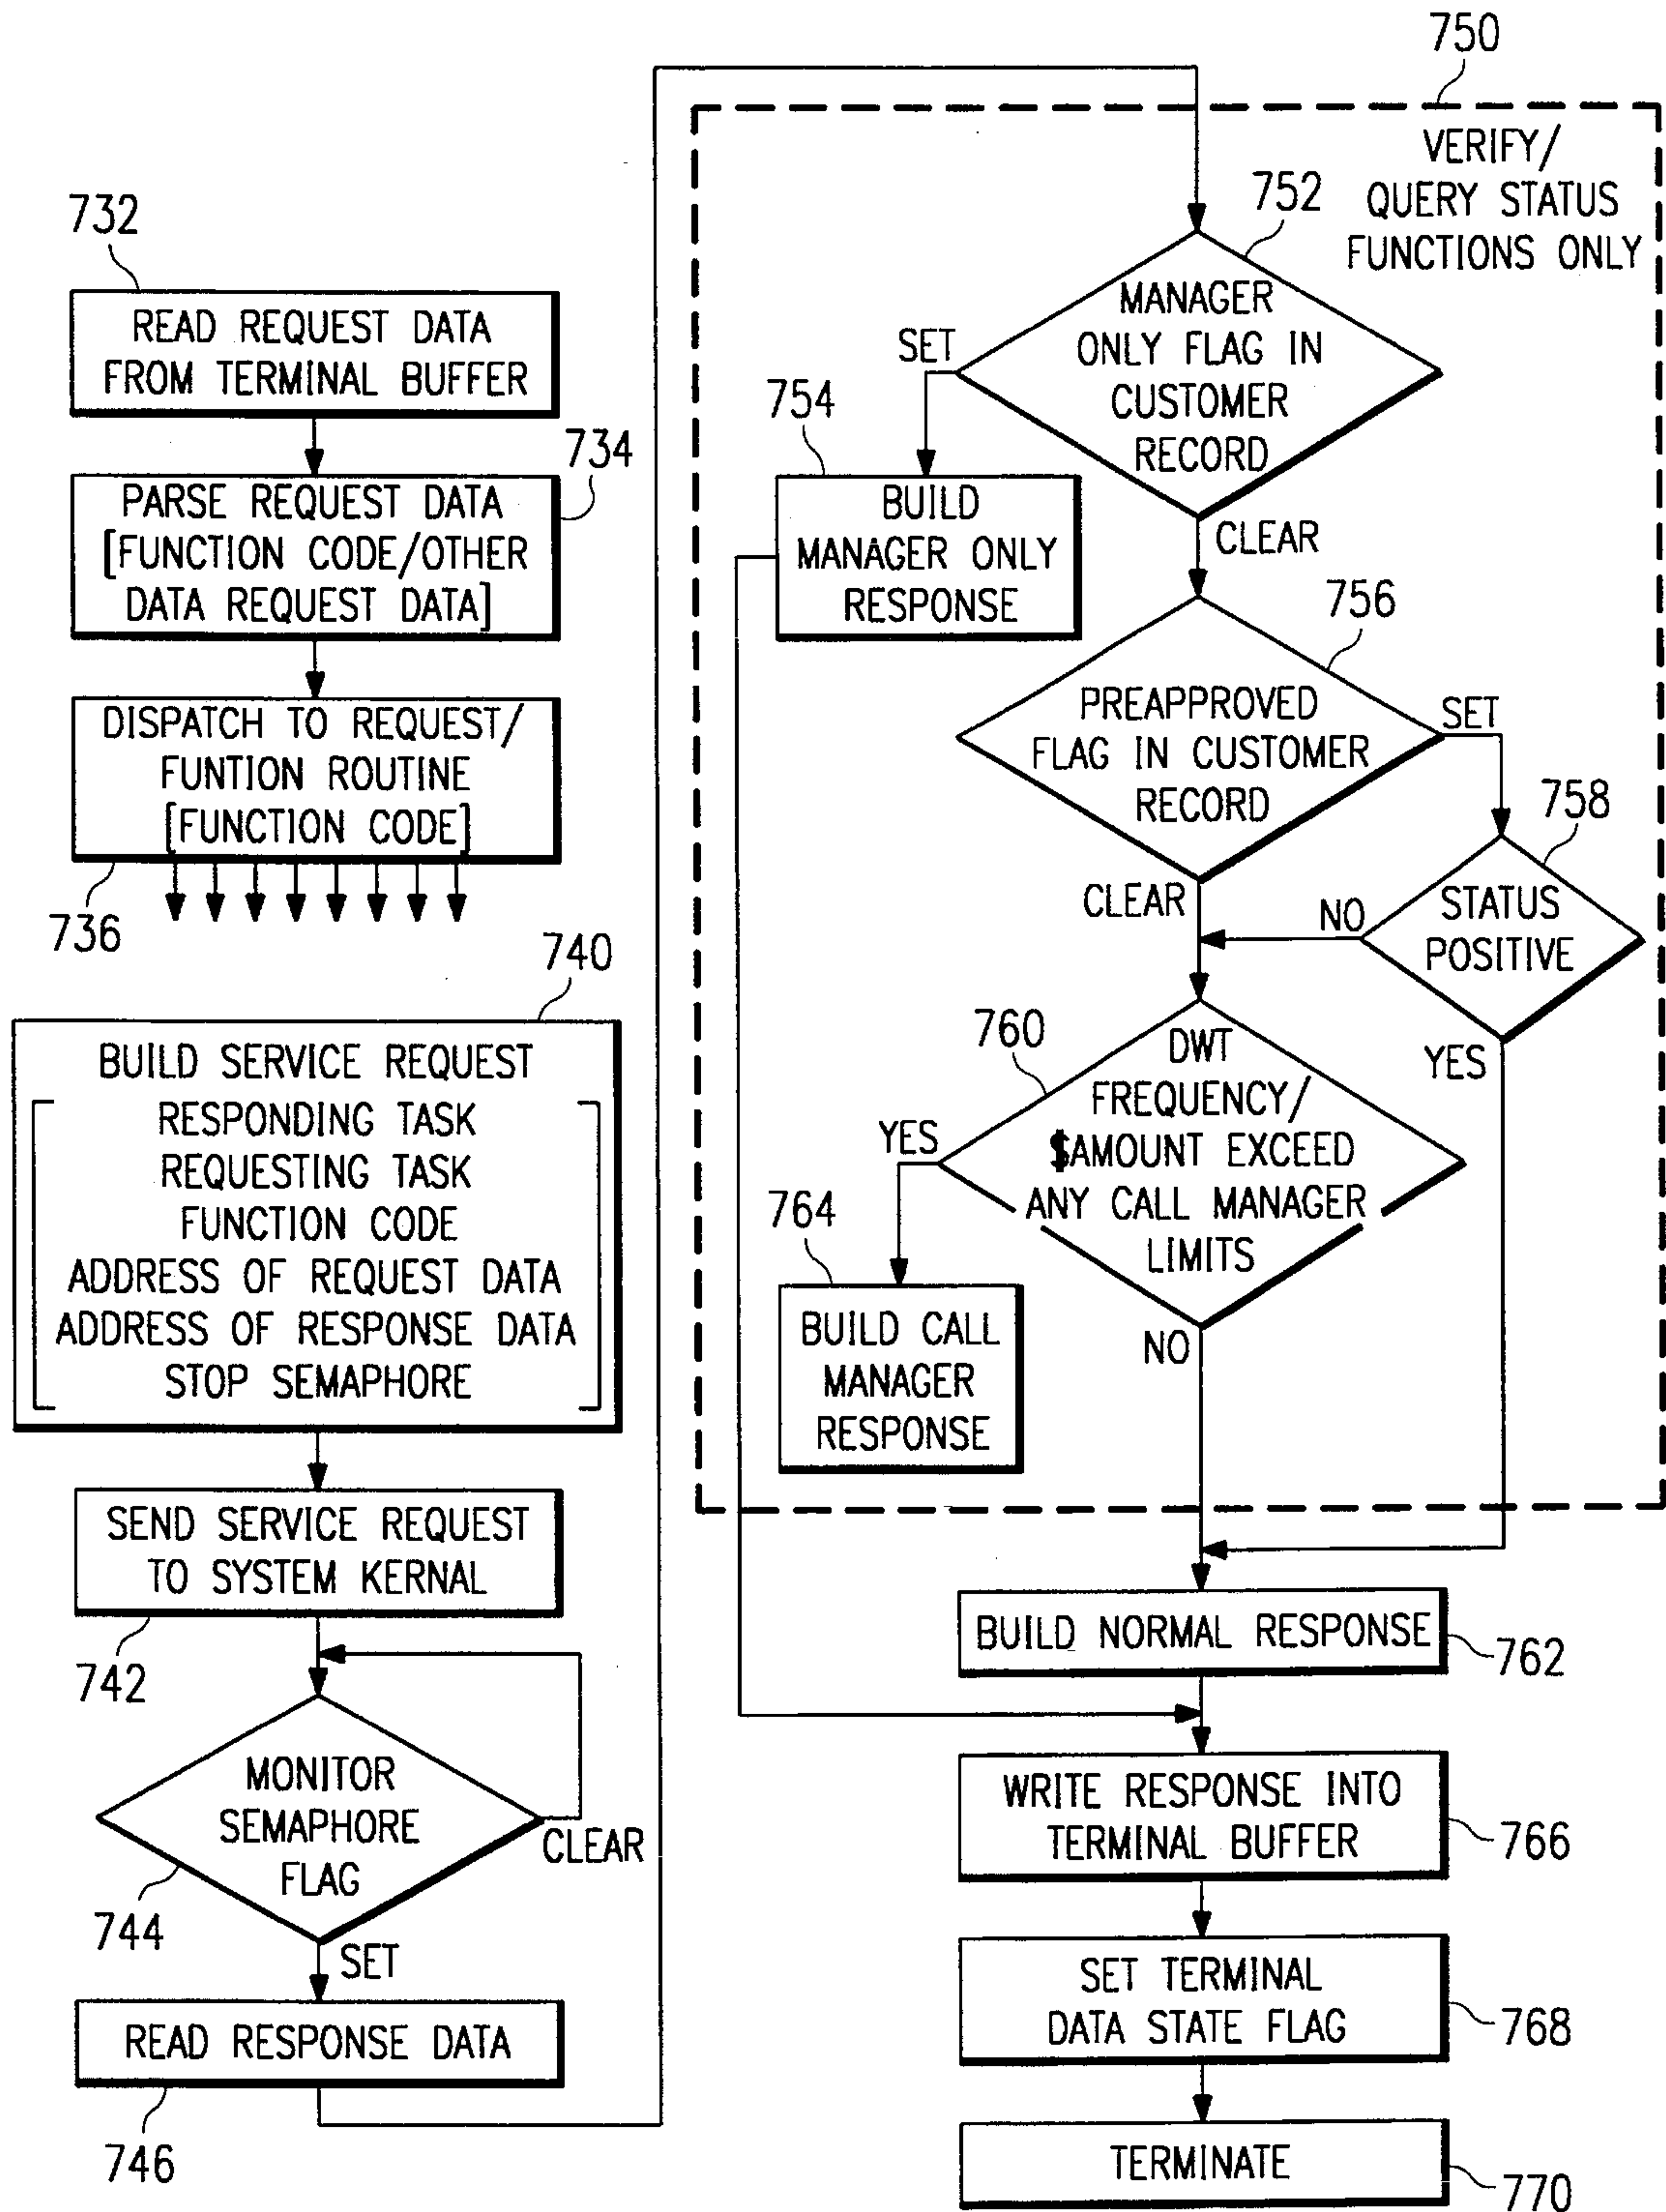 732
READ REQUEST DATA
FROM TERMINAL BUFFER
734
PARSE REQUEST DATA
[FUNCTION CODE/OTHER
DATA REQUEST DATA]
DISPATCH TO REQUEST/
FUNTION ROUTINE
[FUNCTION CODE]
736
740
BUILD SERVICE REQUEST
RESPONDING TASK
REQUESTING TASK
FUNCTION CODE
ADDRESS OF REQUEST DATA
ADDRESS OF RESPONSE DATA
STOP SEMAPHORE
SEND SERVICE REQUEST
TO SYSTEM KERNAL
742
MONITOR
SEMAPHORE
FLAG
CLEAR
744
SET
READ RESPONSE DATA
746
750
VERIFY/
QUERY STATUS
FUNCTIONS ONLY
752
MANAGER
ONLY FLAG IN
CUSTOMER
RECORD
SET
754
BUILD
MANAGER ONLY
RESPONSE
CLEAR
756
PREAPPROVED
FLAG IN CUSTOMER
RECORD
SET
758
STATUS
POSITIVE
NO
YES
CLEAR
760
DWT
FREQUENCY/
$AMOUNT EXCEED
ANY CALL MANAGER
LIMITS
YES
764
BUILD CALL
MANAGER
RESPONSE
NO
BUILD NORMAL RESPONSE
762
WRITE RESPONSE INTO
TERMINAL BUFFER
766
SET TERMINAL
DATA STATE FLAG
768
TERMINATE
770